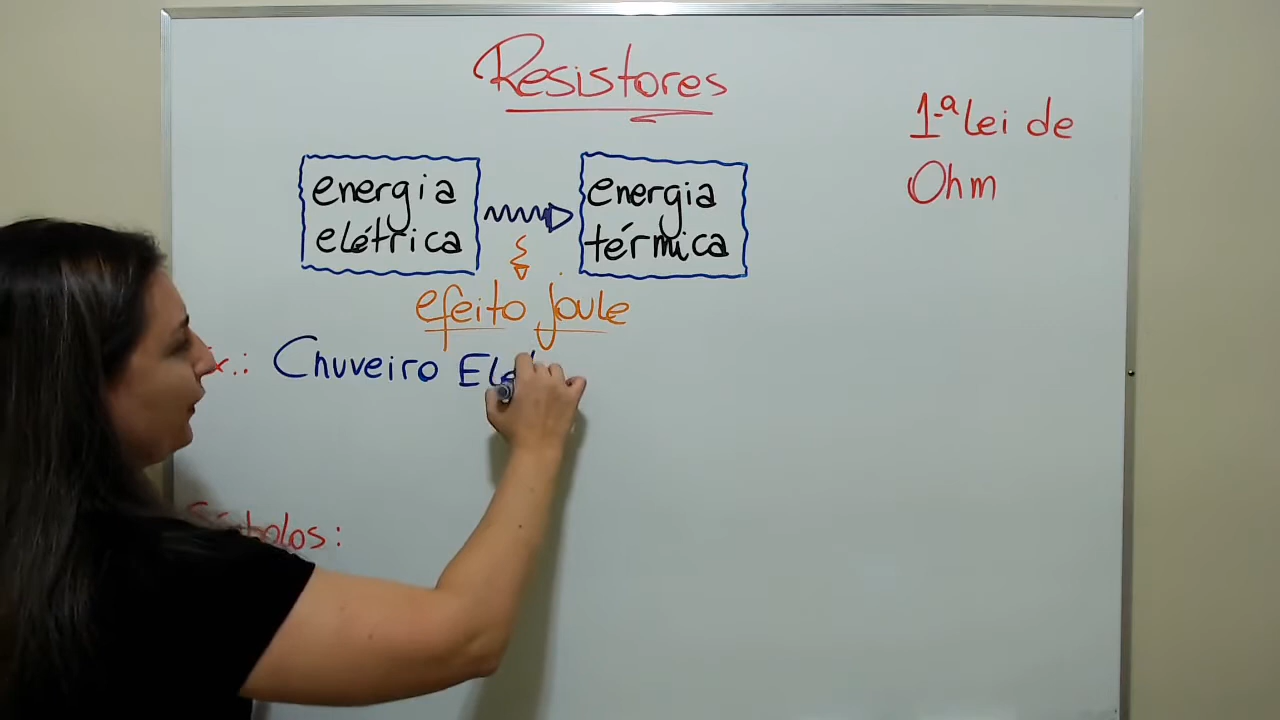 Resistores
1ª Lei de
Ohm
energia
elétrica
energia
térmica
efeito joule
Chuveiro